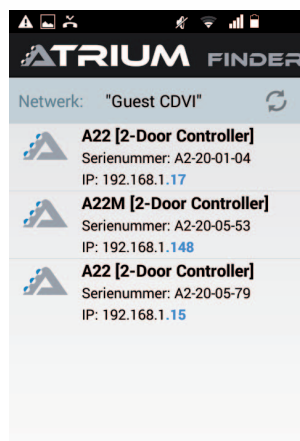 ATRIUM FINDER
Netwerk: "Guest CDVI"
A22 [2-Door Controller]
Serienummer: A2-20-01-04
IP: 192.168.1.17
A22M [2-Door Controller]
Serienummer: A2-20-05-53
IP: 192.168.1.148
A22 [2-Door Controller]
Serienummer: A2-20-05-79
IP: 192.168.1.15